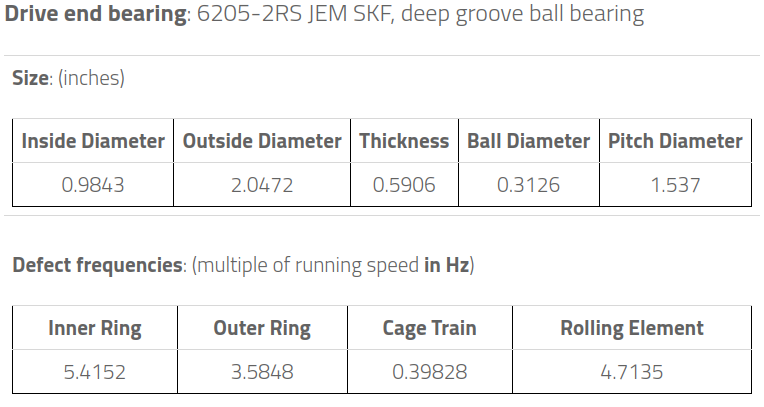 Drive end bearing: 6205-2RS JEM SKF, deep groove ball bearing
Size: (inches)
Inside Diameter Outside Diameter Thickness Ball Diameter Pitch Diameter
0.9843 2.0472 0.5906 0.3126 1.537
Defect frequencies: (multiple of running speed in Hz)
Inner Ring Outer Ring Cage Train Rolling Element
5.4152 3.5848 0.39828 4.7135